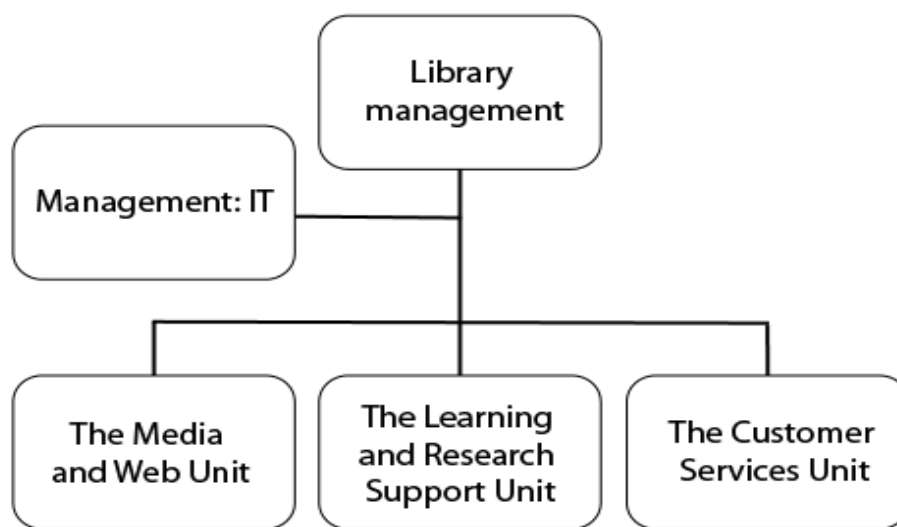 Library
management
Management: IT
The Media
and Web Unit
The Learning
and Research
Support Unit
The Customer
Services Unit